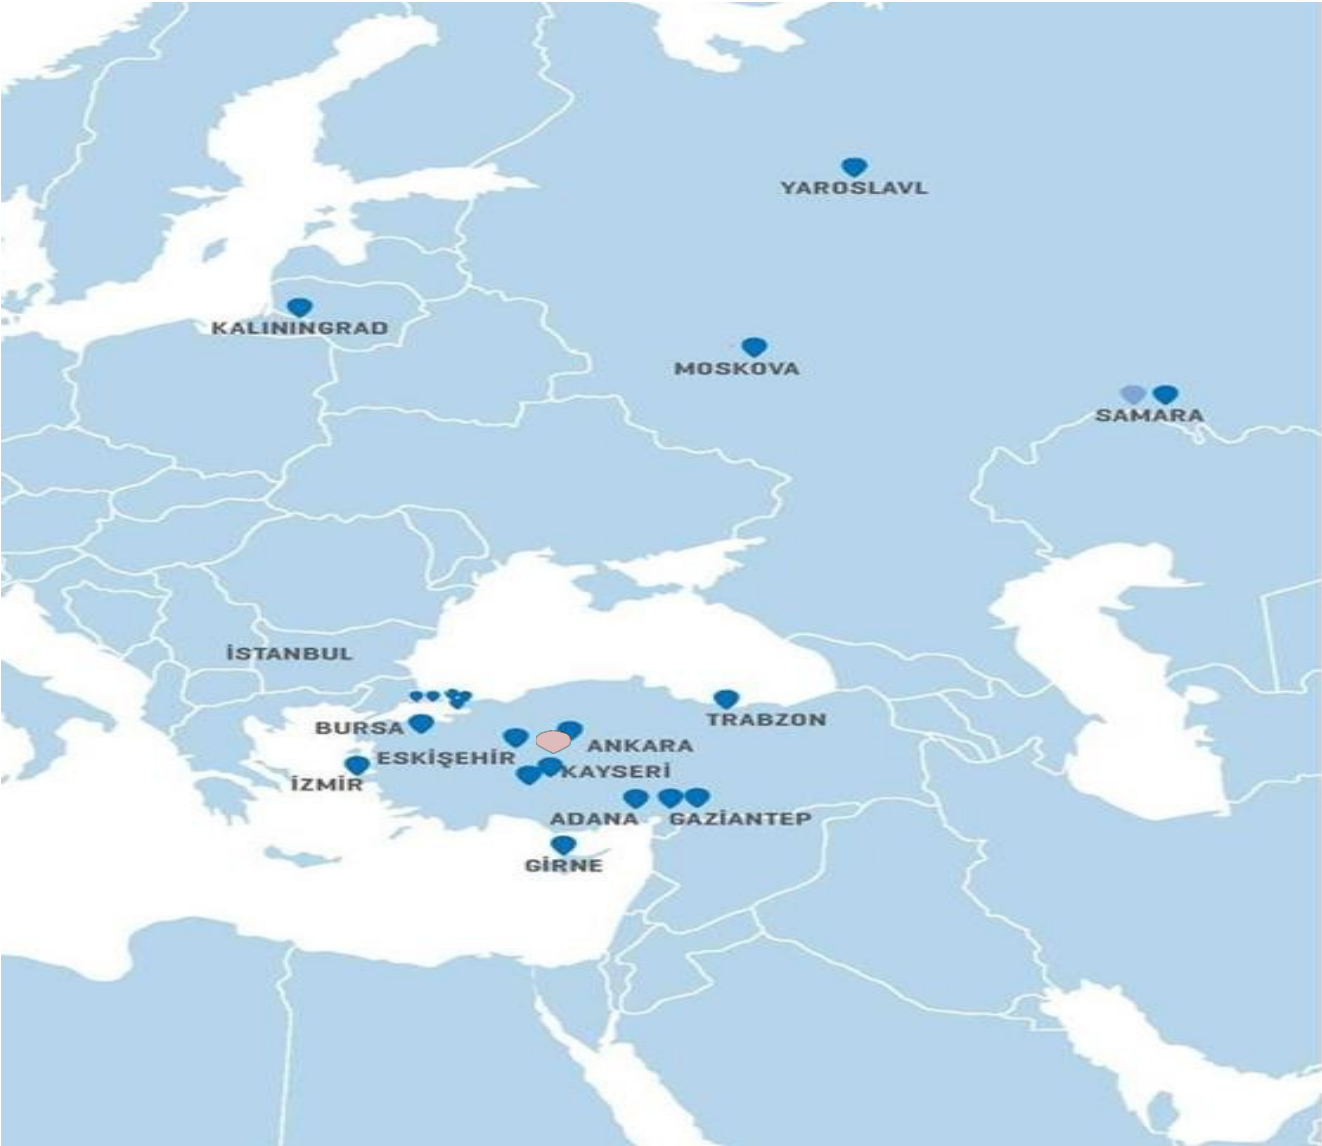 YAROSLAVL
KALININGRAD
MOSKOVA
SAMARA
İSTANBUL
TRABZON
BURSA
ANKARA
ESKİŞEHİR
KAYSERİ
İZMİR
ADANA
GAZİANTEP
GİRNE